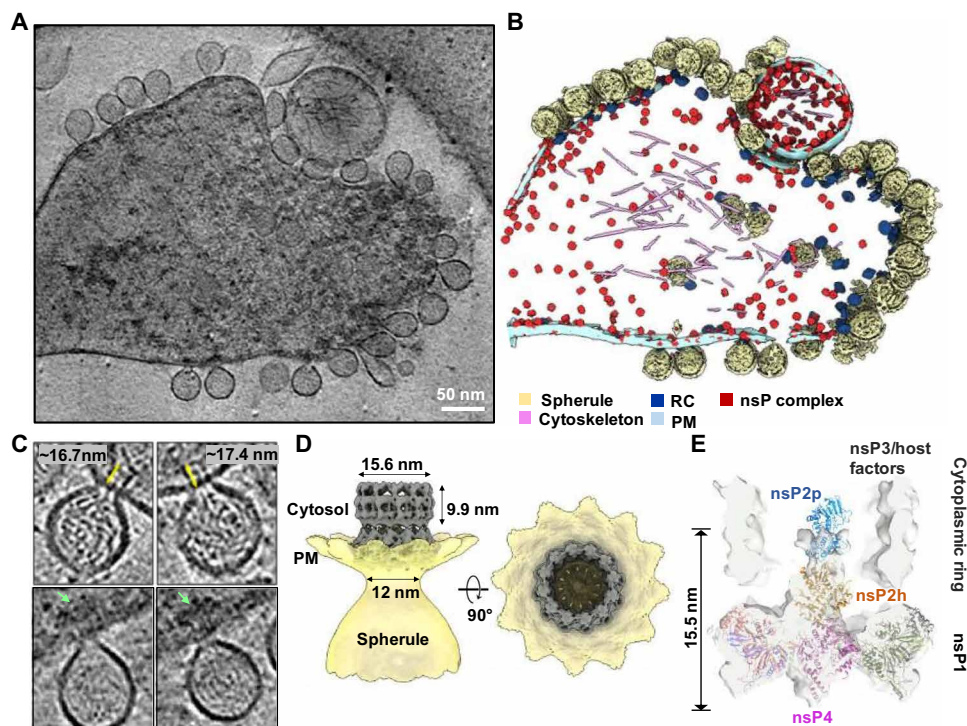 A
B
50 nm
Spherule
RC
nsP complex
Cytoskeleton
PM
C
~16.7nm
~17.4 nm
D
15.6 nm
Cytosol
9.9 nm
PM
12 nm
90°
Spherule
E
nsP3/host
factors
nsP2p
Cytoplasmic ring
15.5 nm
nsP2h
nsP1
nsP4